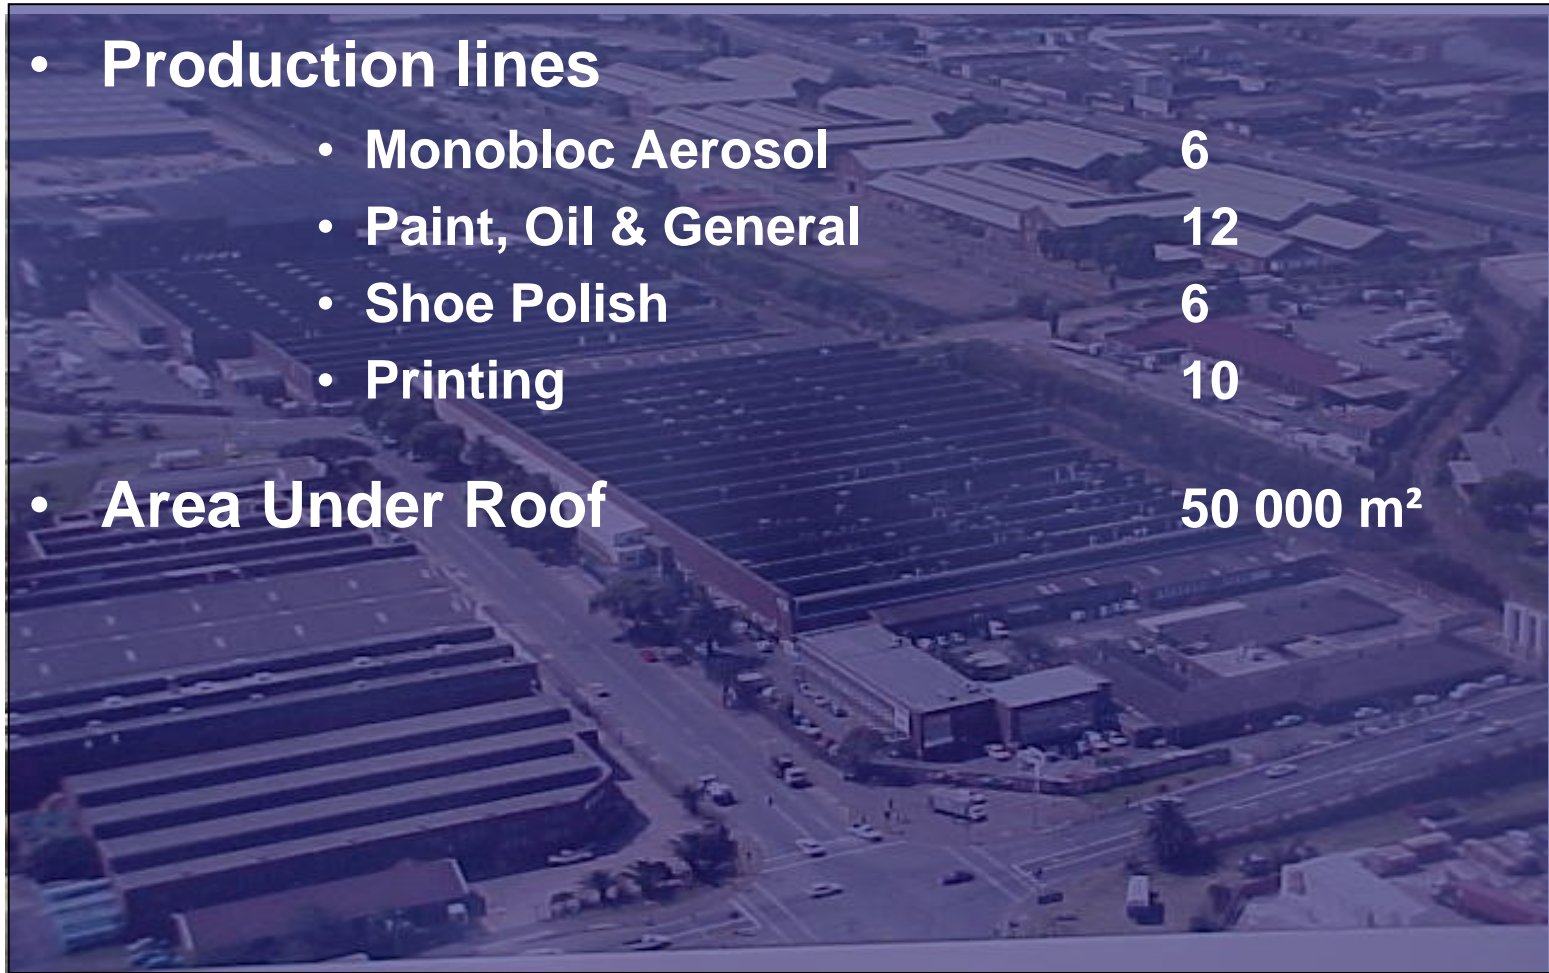 • Production lines
• Monobloc Aerosol 6
• Paint, Oil & General 12
• Shoe Polish 6
• Printing 10
• Area Under Roof 50 000 m²